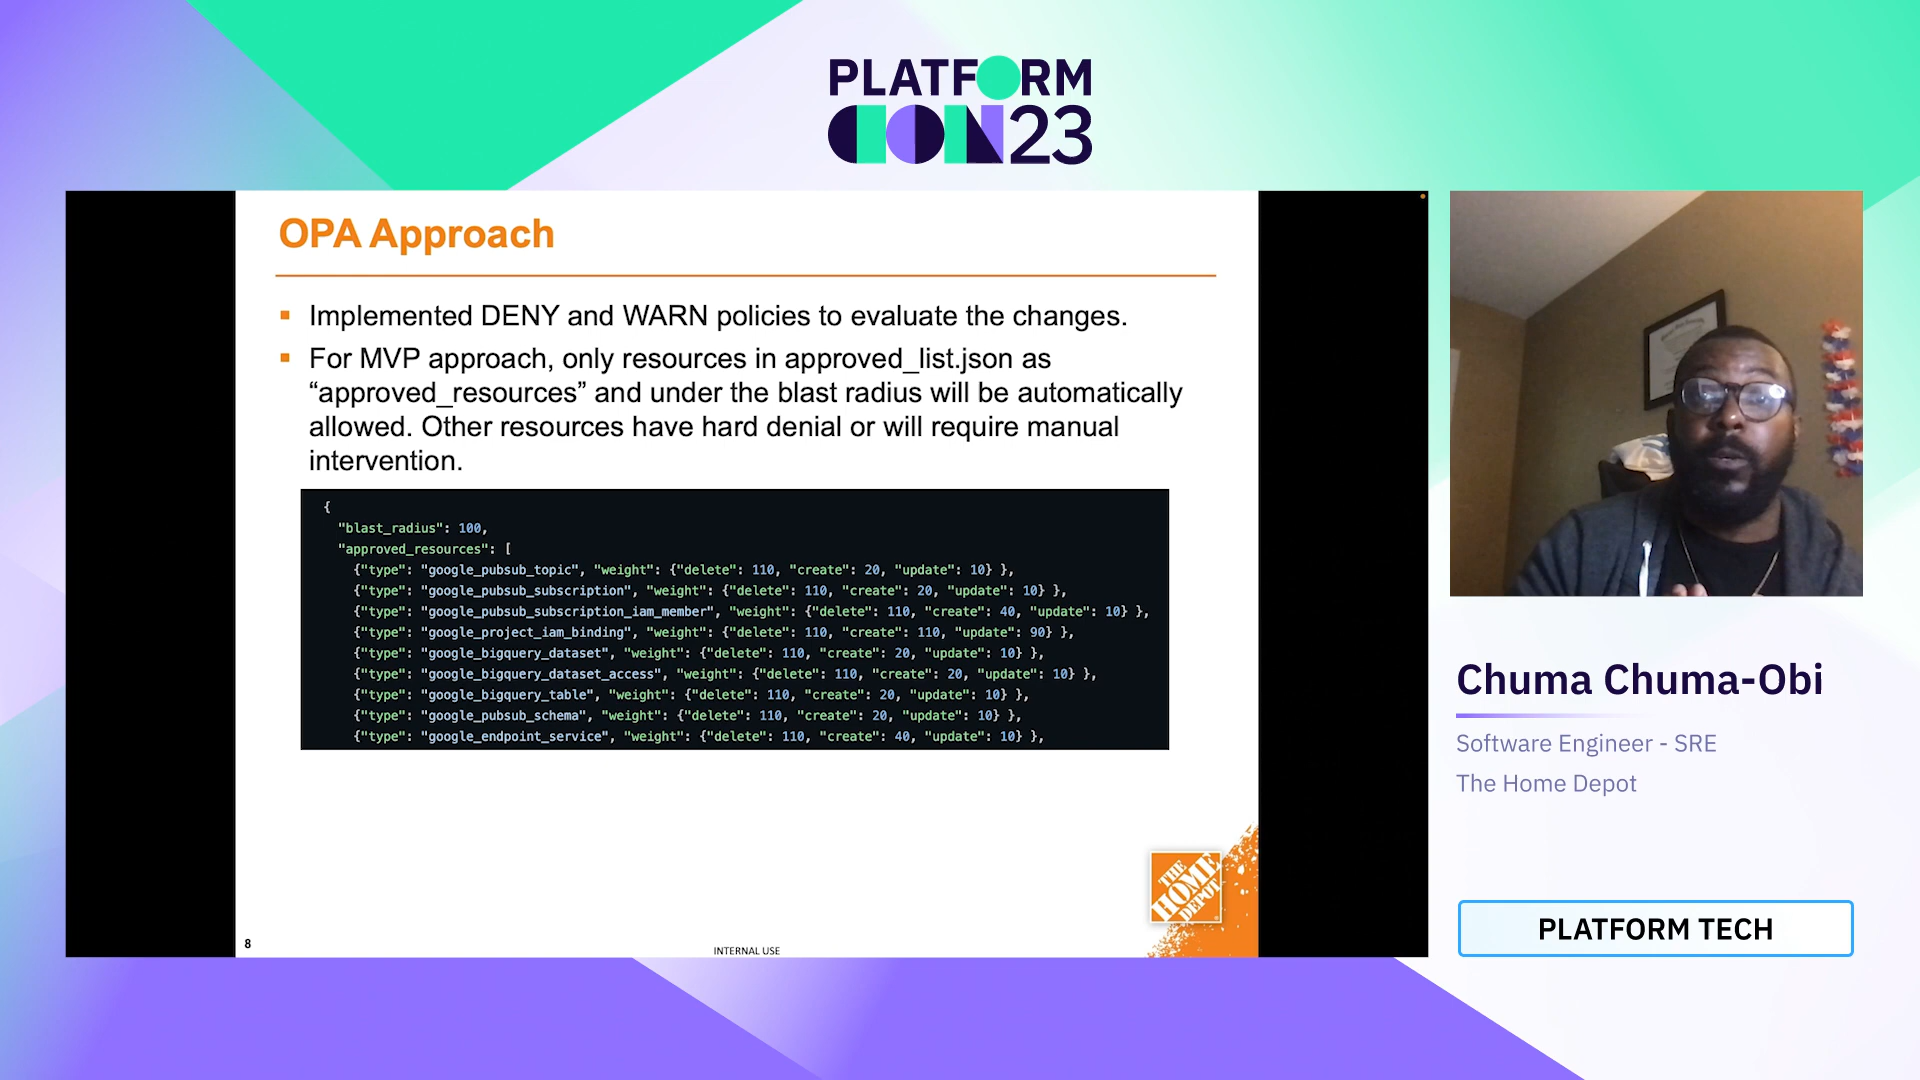 PLATFORM
CON23
OPA Approach
Implemented DENY and WARN policies to evaluate the changes.
For MVP approach, only resources in approved_list.json as
“approved_resources” and under the blast radius will be automatically
allowed. Other resources have hard denial or will require manual
intervention.
{
"blast_radius": 100,
"approved_resources": [
{"type": "google_pubsub_topic", "weight": {"delete": 110, "create": 20, "update": 10} },
{"type": "google_pubsub_subscription", "weight": {"delete": 110, "create": 20, "update": 10} },
{"type": "google_pubsub_subscription_iam_member", "weight": {"delete": 110, "create": 40, "update": 10} },
{"type": "google_project_iam_binding", "weight": {"delete": 110, "create": 110, "update": 90} },
{"type": "google_bigquery_dataset", "weight": {"delete": 110, "create": 20, "update": 10} },
{"type": "google_bigquery_dataset_access", "weight": {"delete": 110, "create": 20, "update": 10} },
{"type": "google_bigquery_table", "weight": {"delete": 110, "create": 20, "update": 10} },
{"type": "google_pubsub_schema", "weight": {"delete": 110, "create": 20, "update": 10} },
{"type": "google_endpoint_service", "weight": {"delete": 110, "create": 40, "update": 10} },
THE
HOME
DEPOT
8
INTERNAL USE
Chuma Chuma-Obi
Software Engineer - SRE
The Home Depot
PLATFORM TECH